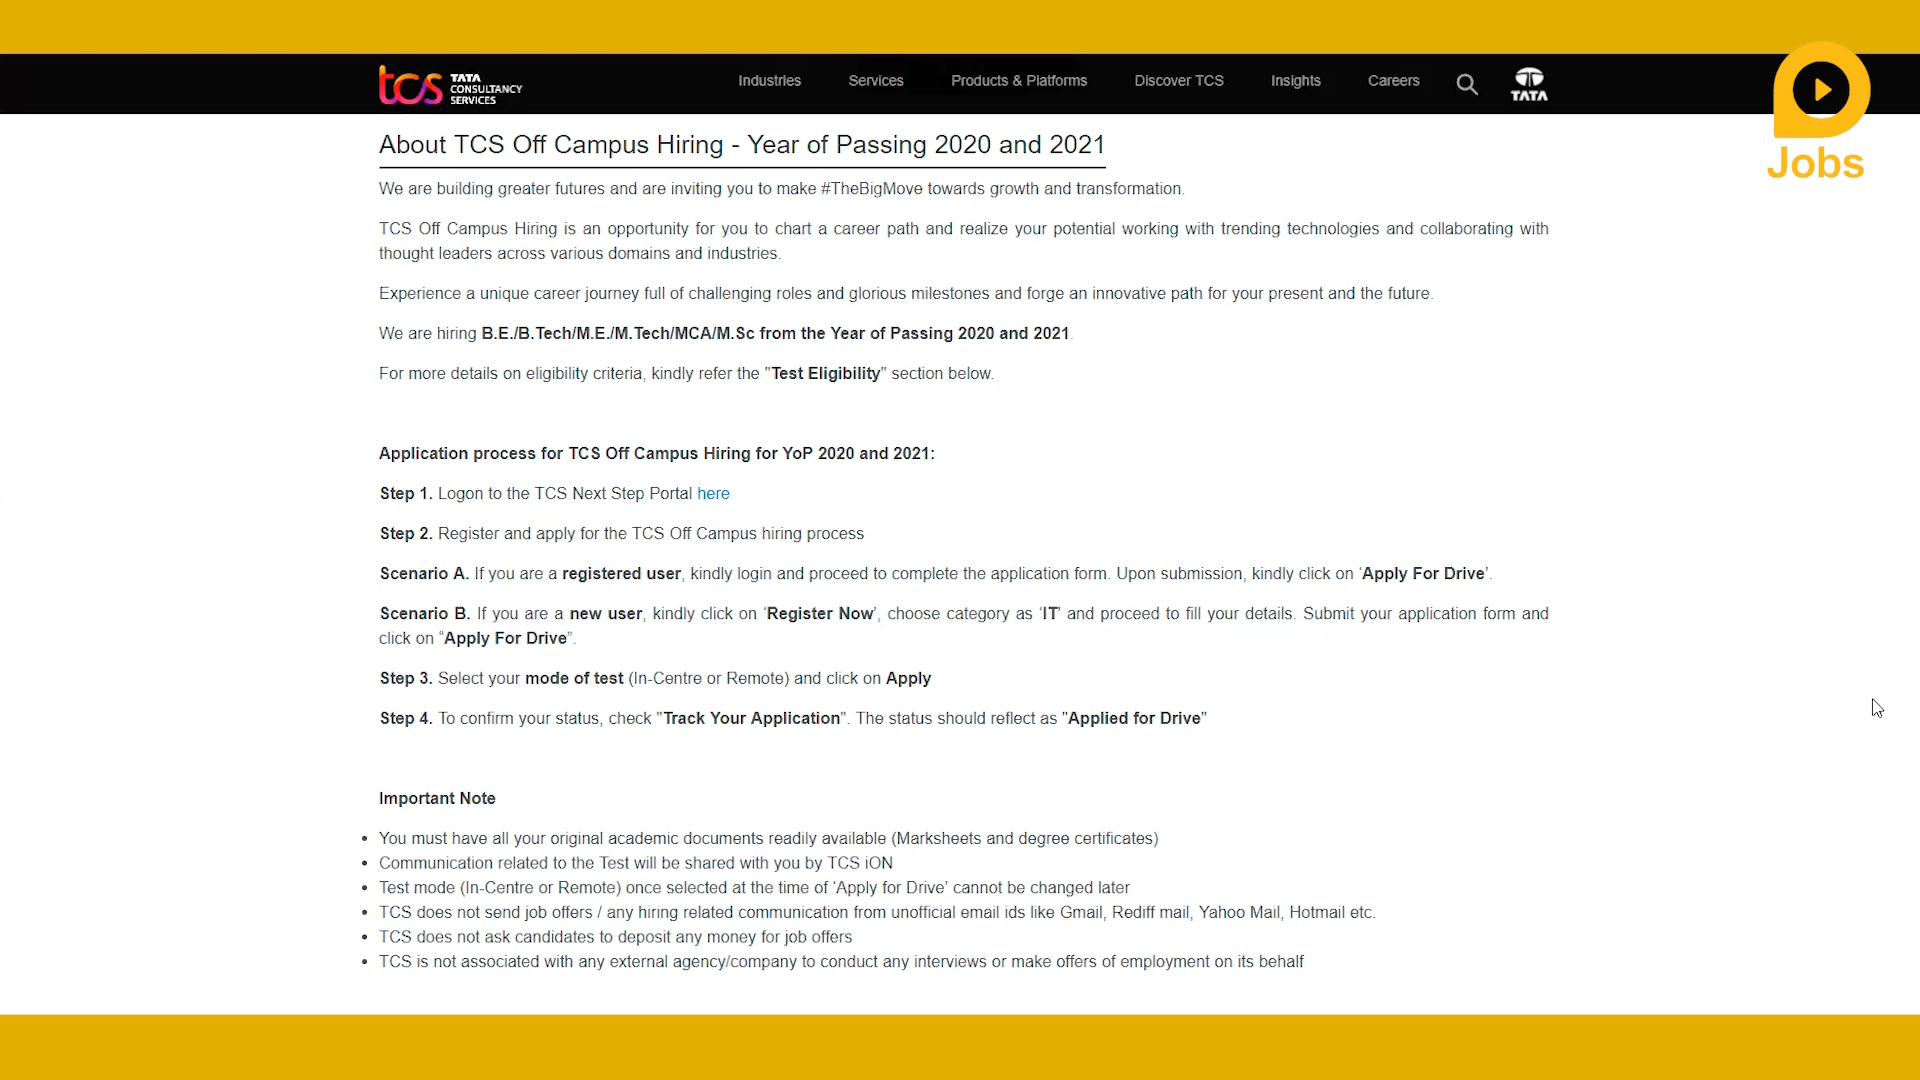 tcs TATA CONSULTANCY SERVICES
Industries Services Products & Platforms Discover TCS Insights Careers
TATA
Jobs
About TCS Off Campus Hiring - Year of Passing 2020 and 2021
We are building greater futures and are inviting you to make #TheBigMove towards growth and transformation.
TCS Off Campus Hiring is an opportunity for you to chart a career path and realize your potential working with trending technologies and collaborating with
thought leaders across various domains and industries.
Experience a unique career journey full of challenging roles and glorious milestones and forge an innovative path for your present and the future.
We are hiring B.E./B.Tech/M.E./M.Tech/MCA/M.Sc from the Year of Passing 2020 and 2021.
For more details on eligibility criteria, kindly refer the "Test Eligibility" section below.
Application process for TCS Off Campus Hiring for YoP 2020 and 2021:
Step 1. Logon to the TCS Next Step Portal here
Step 2. Register and apply for the TCS Off Campus hiring process
Scenario A. If you are a registered user, kindly login and proceed to complete the application form. Upon submission, kindly click on ‘Apply For Drive’.
Scenario B. If you are a new user, kindly click on ‘Register Now’, choose category as ‘IT’ and proceed to fill your details. Submit your application form and
click on “Apply For Drive”.
Step 3. Select your mode of test (In-Centre or Remote) and click on Apply
Step 4. To confirm your status, check "Track Your Application". The status should reflect as "Applied for Drive"
Important Note
• You must have all your original academic documents readily available (Marksheets and degree certificates)
• Communication related to the Test will be shared with you by TCS iON
• Test mode (In-Centre or Remote) once selected at the time of ‘Apply for Drive’ cannot be changed later
• TCS does not send job offers / any hiring related communication from unofficial email ids like Gmail, Rediff mail, Yahoo Mail, Hotmail etc.
• TCS does not ask candidates to deposit any money for job offers
• TCS is not associated with any external agency/company to conduct any interviews or make offers of employment on its behalf